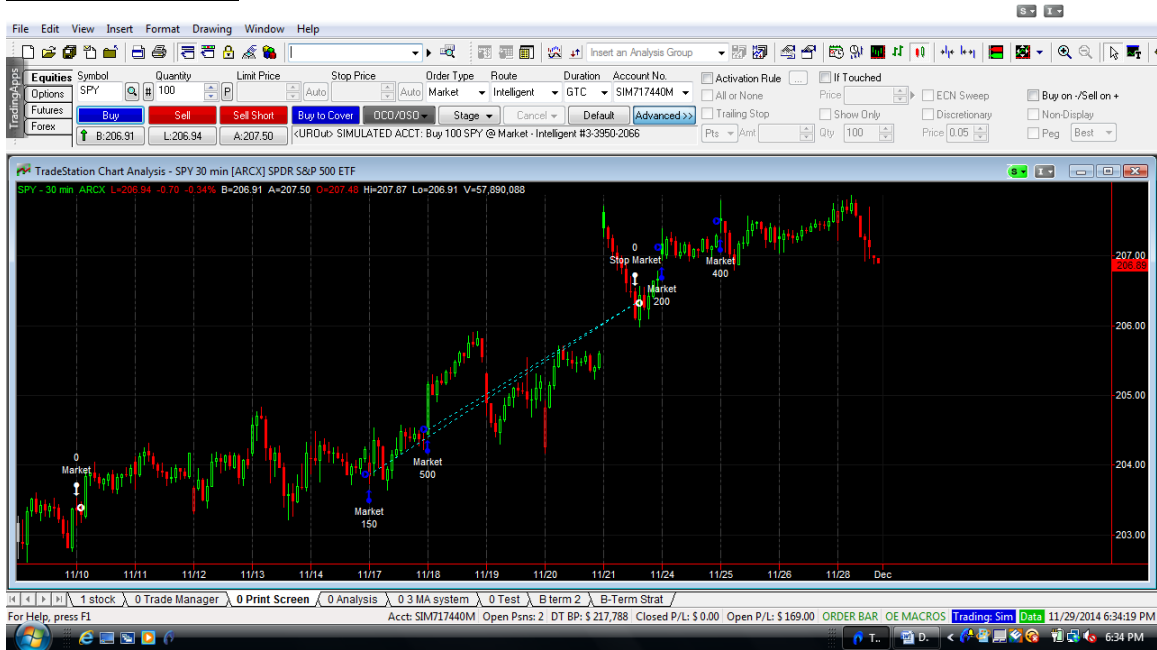 S I
File Edit View Insert Format Drawing Window Help
Insert an Analysis Group
TradingApps
Equities Symbol Quantity Limit Price Stop Price Order Type Route Duration Account No. Activation Rule ... If Touched
Options SPY # 100 P Auto Auto Market Intelligent GTC SIM717440M All or None Price ECN Sweep Buy on -/Sell on +
Futures Buy Sell Sell Short Buy to Cover OCO/OSO Stage Cancel Default Advanced >> Trailing Stop Show Only Discretionary Non-Display
Forex B:206.91 L:206.94 A:207.50 <UROut> SIMULATED ACCT: Buy 100 SPY @ Market - Intelligent #3-3950-2066 Pts Amt Qty 100 Price 0.05 Peg Best
TradeStation Chart Analysis - SPY 30 min [ARCX] SPDR S&P 500 ETF S I
SPY - 30 min ARCX L=206.94 -0.70 -0.34% B=206.91 A=207.50 O=207.48 Hi=207.87 Lo=206.91 V=57,890,088
0
Stop Market
Market
200
Market
400
207.00
206.89
206.00
205.00
204.00
203.00
0
Market
Market
500
Market
150
11/10 11/11 11/12 11/13 11/14 11/17 11/18 11/19 11/20 11/21 11/24 11/25 11/26 11/28 Dec
1 stock 0 Trade Manager 0 Print Screen 0 Analysis 0 3 MA system 0 Test B term 2 B-Term Strat
For Help, press F1 Acct: SIM717440M Open Psns: 2 DT BP: $ 217,788 Closed P/L: $ 0.00 Open P/L: $ 169.00 ORDER BAR OE MACROS Trading: Sim Data 11/29/2014 6:34:19 PM
T... D. < 6:34 PM